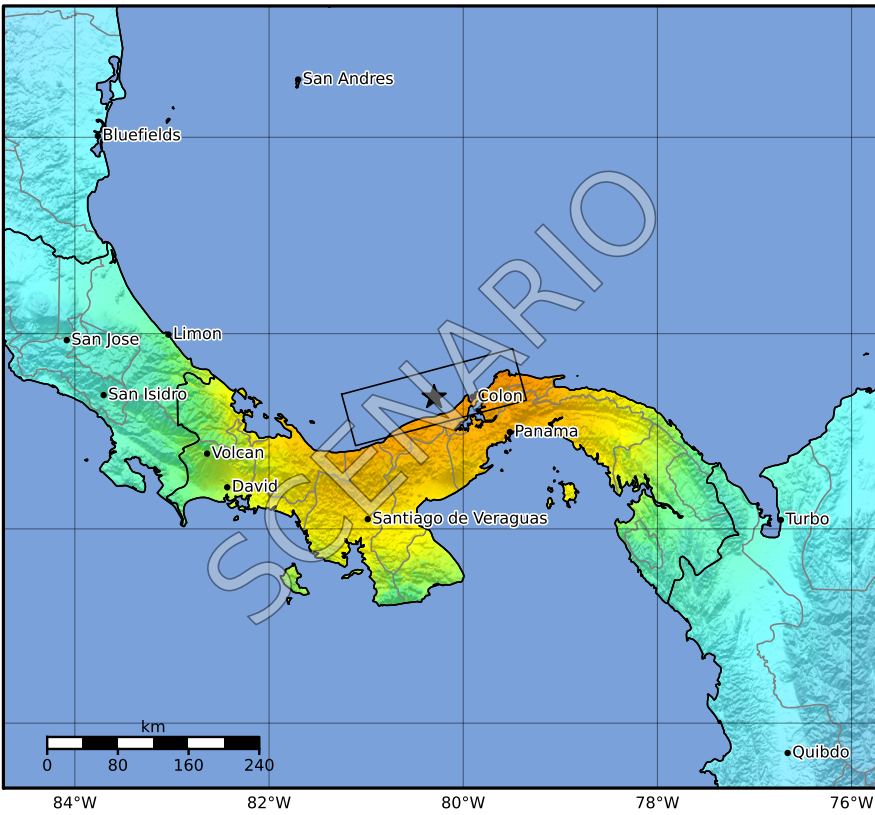 San Andres
Bluefields
SCENARIO
Limon
San Jose
San Isidro
Colon
Panama
Volcan
David
Santiago de Veraguas
Turbo
km
0 80 160 240
Quibdo
84°W 82°W 80°W 78°W 76°W